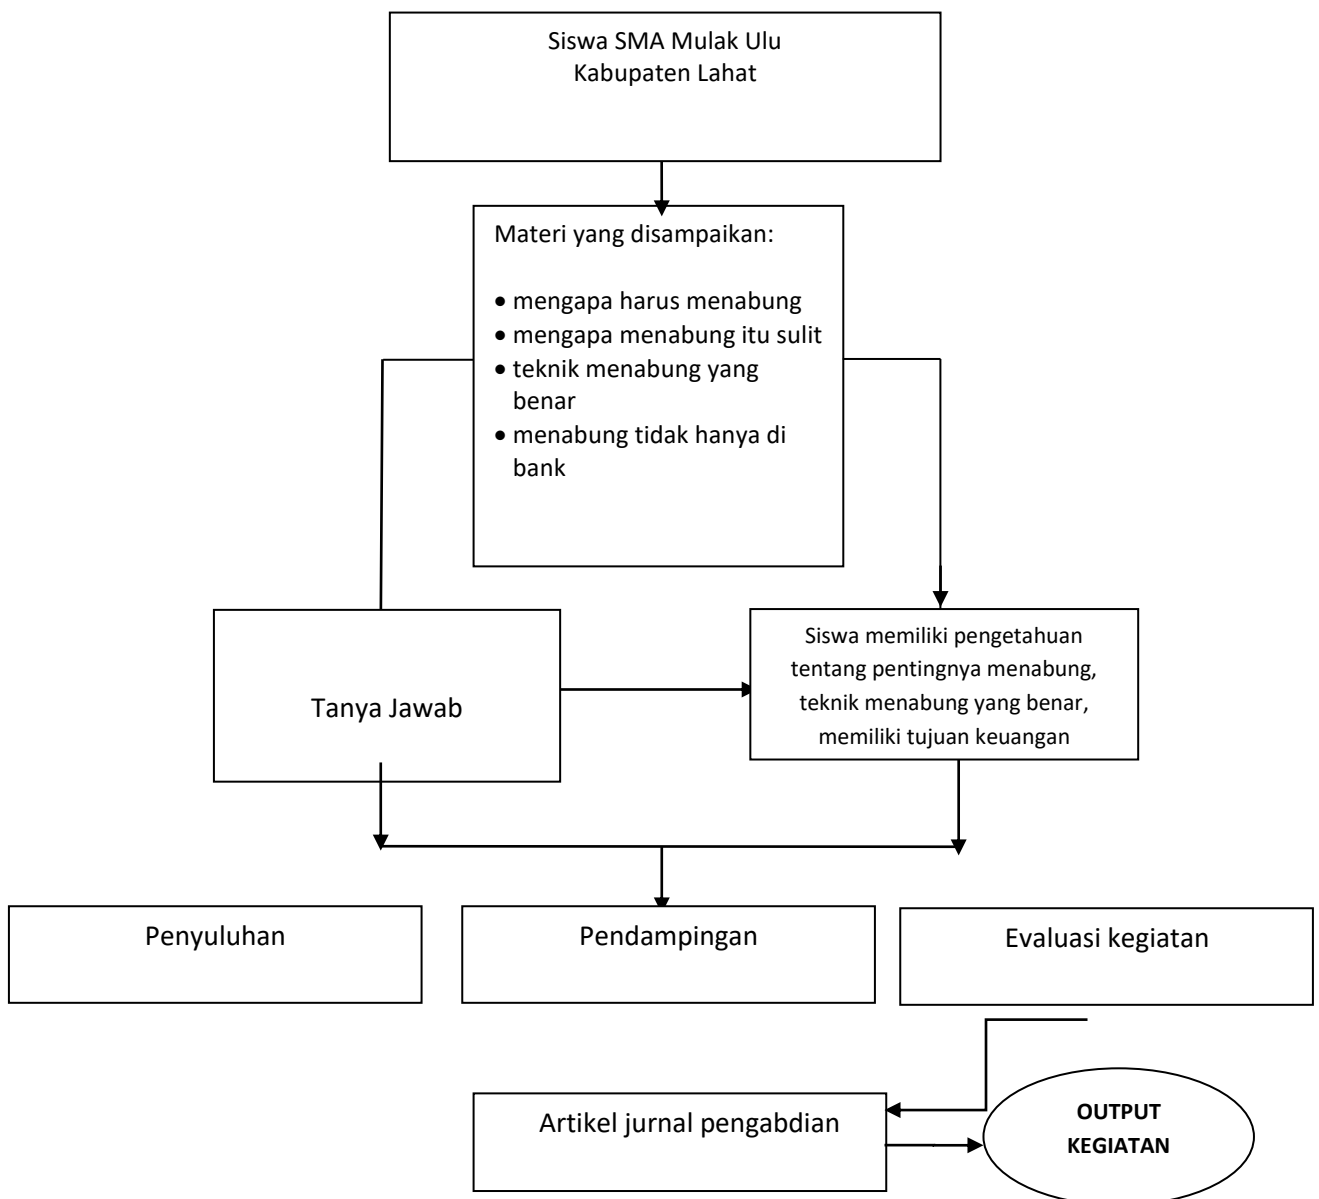 Siswa SMA Mulak Ulu
Kabupaten Lahat
Materi yang disampaikan:
• mengapa harus menabung
• mengapa menabung itu sulit
• teknik menabung yang
benar
• menabung tidak hanya di
bank
Tanya Jawab
Siswa memiliki pengetahuan
tentang pentingnya menabung,
teknik menabung yang benar,
memiliki tujuan keuangan
Penyuluhan
Pendampingan
Evaluasi kegiatan
Artikel jurnal pengabdian
OUTPUT
KEGIATAN